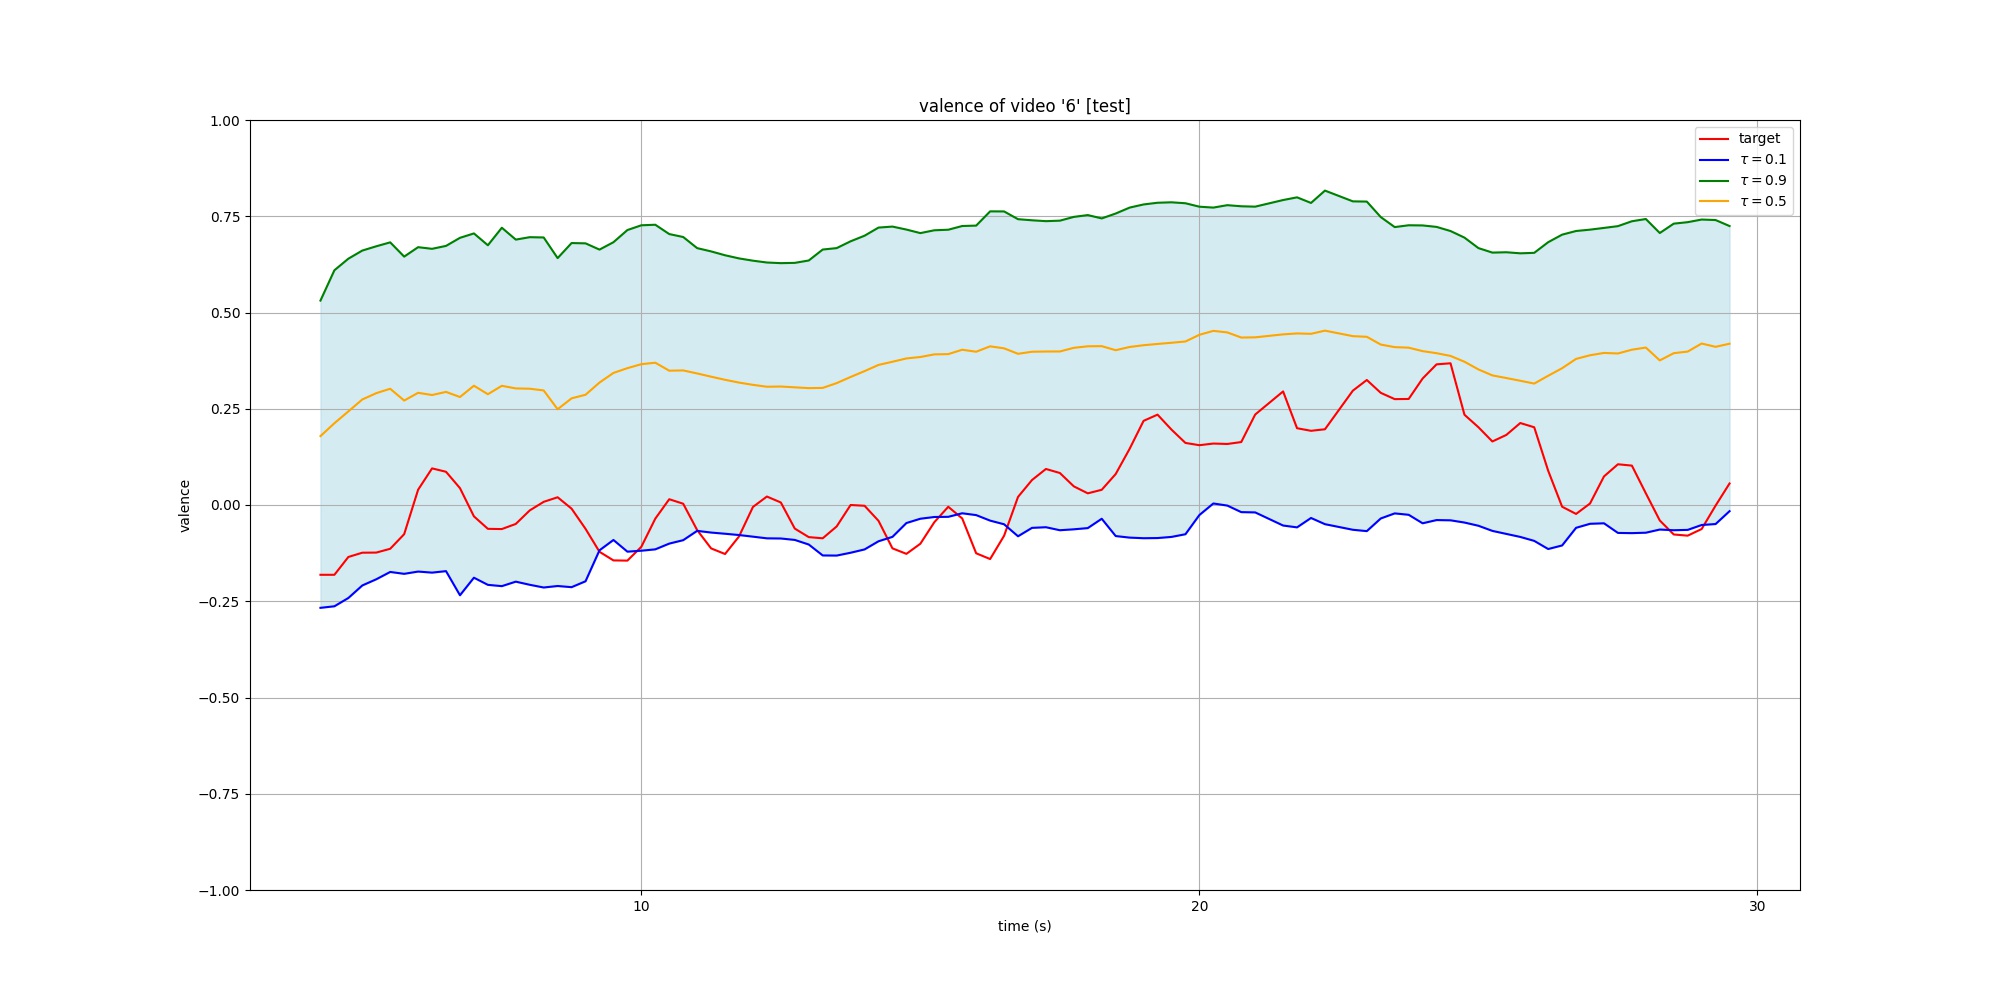 valence of video '6' [test]
target
τ = 0.1
τ = 0.9
τ = 0.5
valence
1.00
0.75
0.50
0.25
0.00
−0.25
−0.50
−0.75
−1.00
10
20
30
time (s)